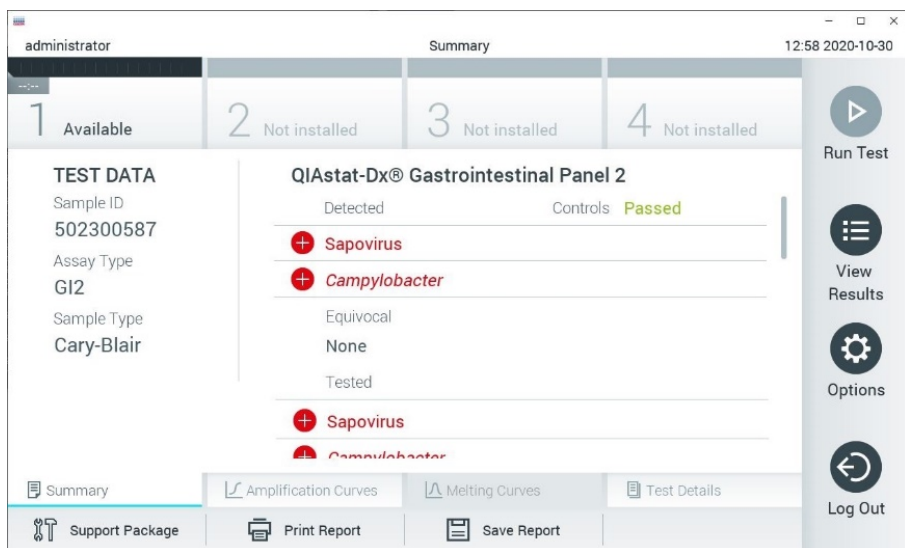 administrator
Summary
12:58 2020-10-30
--:--
1 Available
2 Not installed
3 Not installed
4 Not installed
Run Test
View
Results
Options
Log Out
TEST DATA
Sample ID
502300587
Assay Type
GI2
Sample Type
Cary-Blair
QIAstat-Dx® Gastrointestinal Panel 2
Detected
Controls Passed
Sapovirus
Campylobacter
Equivocal
None
Tested
Sapovirus
Campylobacter
Summary
Amplification Curves
Melting Curves
Test Details
Support Package
Print Report
Save Report